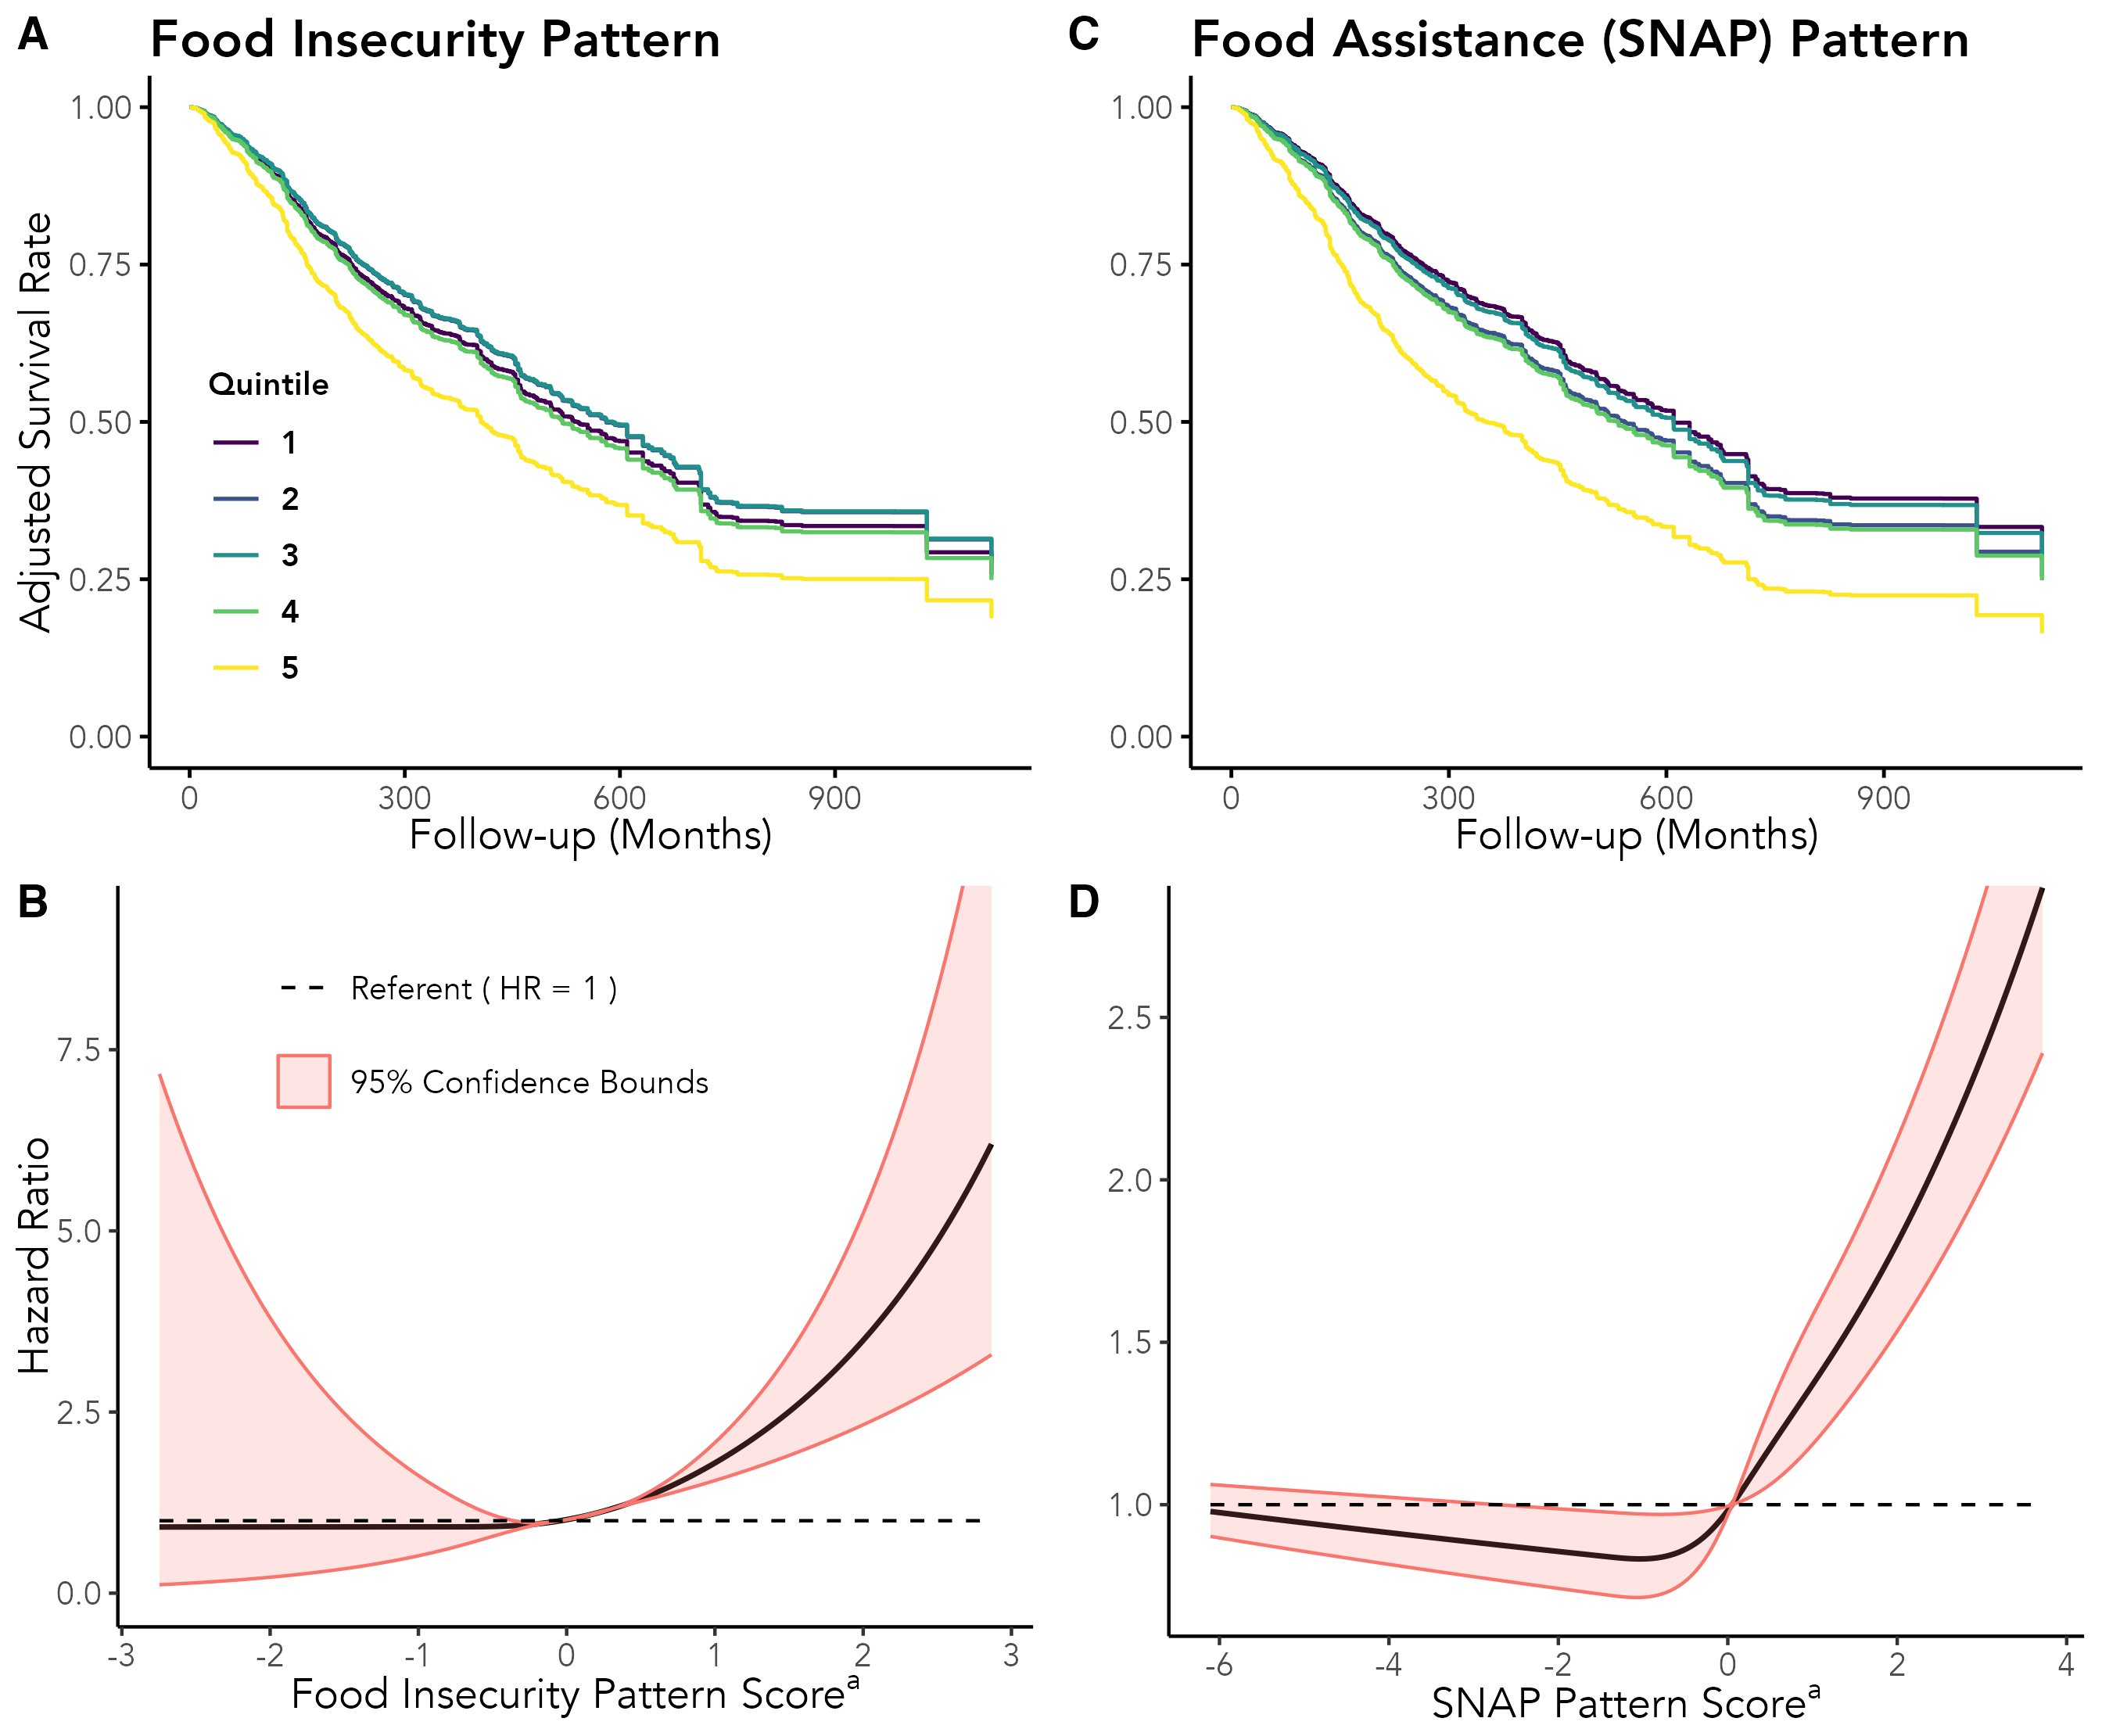 A
Food Insecurity Pattern
Adjusted Survival Rate
1.00
0.75
0.50
0.25
0.00
Quintile
1
2
3
4
5
0 300 600 900
Follow-up (Months)
C
Food Assistance (SNAP) Pattern
1.00
0.75
0.50
0.25
0.00
0 300 600 900
Follow-up (Months)
B
Hazard Ratio
7.5
5.0
2.5
0.0
Referent ( HR = 1 )
95% Confidence Bounds
-3 -2 -1 0 1 2 3
Food Insecurity Pattern Scoreᵃ
D
2.5
2.0
1.5
1.0
-6 -4 -2 0 2 4
SNAP Pattern Scoreᵃ